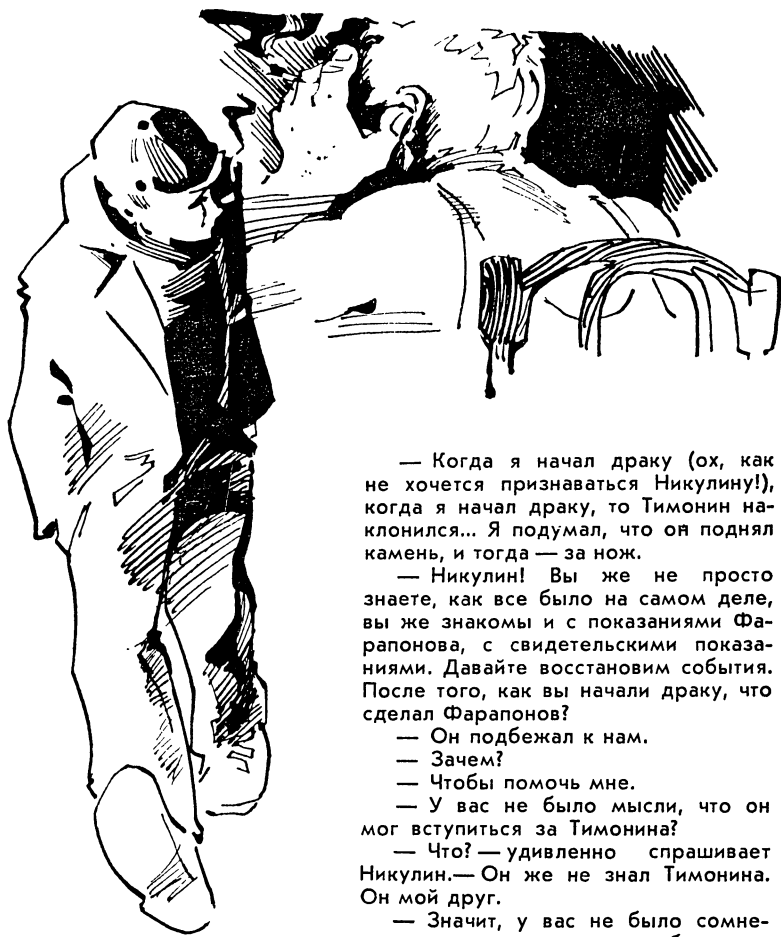 — Когда я начал драку (ох, как
не хочется признаваться Никулину!),
когда я начал драку, то Тимонин на-
клонился... Я подумал, что он поднял
камень, и тогда — за нож.
— Никулин! Вы же не просто
знаете, как все было на самом деле,
вы же знакомы и с показаниями Фа-
рапонова, с свидетельскими показа-
ниями. Давайте восстановим события.
После того, как вы начали драку, что
сделал Фарапонов?
— Он подбежал к нам.
— Зачем?
— Чтобы помочь мне.
— У вас не было мысли, что он
мог вступиться за Тимонина?
— Что? — удивленно спрашивает
Никулин.— Он же не знал Тимонина.
Он мой друг.
— Значит, у вас не было сомне-